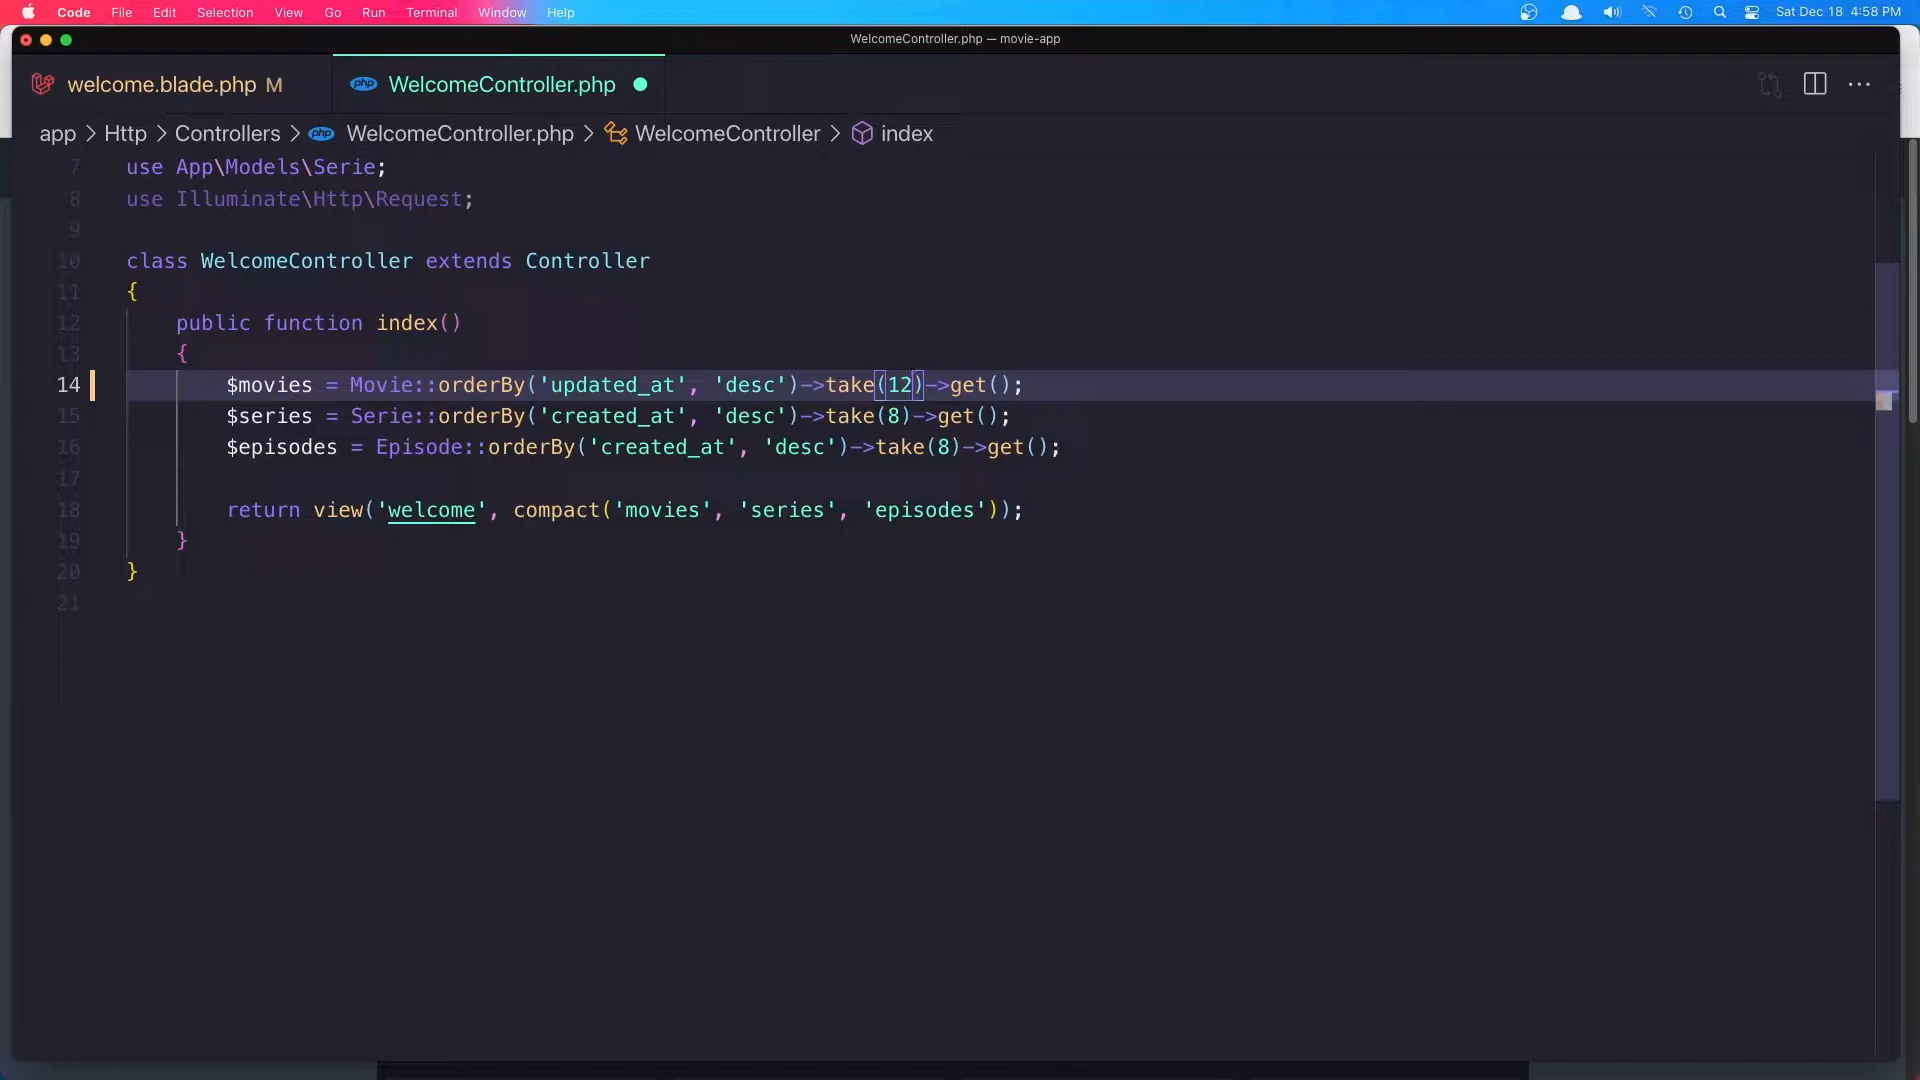 Code File Edit Selection View Go Run Terminal Window Help Sat Dec 18 4:58 PM
WelcomeController.php — movie-app
welcome.blade.php M WelcomeController.php
app > Http > Controllers > php WelcomeController.php > WelcomeController > index
7 use App\Models\Serie;
8 use Illuminate\Http\Request;
9
10 class WelcomeController extends Controller
11 {
12 public function index()
13 {
14 $movies = Movie::orderBy('updated_at', 'desc')->take(12)->get();
15 $series = Serie::orderBy('created_at', 'desc')->take(8)->get();
16 $episodes = Episode::orderBy('created_at', 'desc')->take(8)->get();
17
18 return view('welcome', compact('movies', 'series', 'episodes'));
19 }
20 }
21